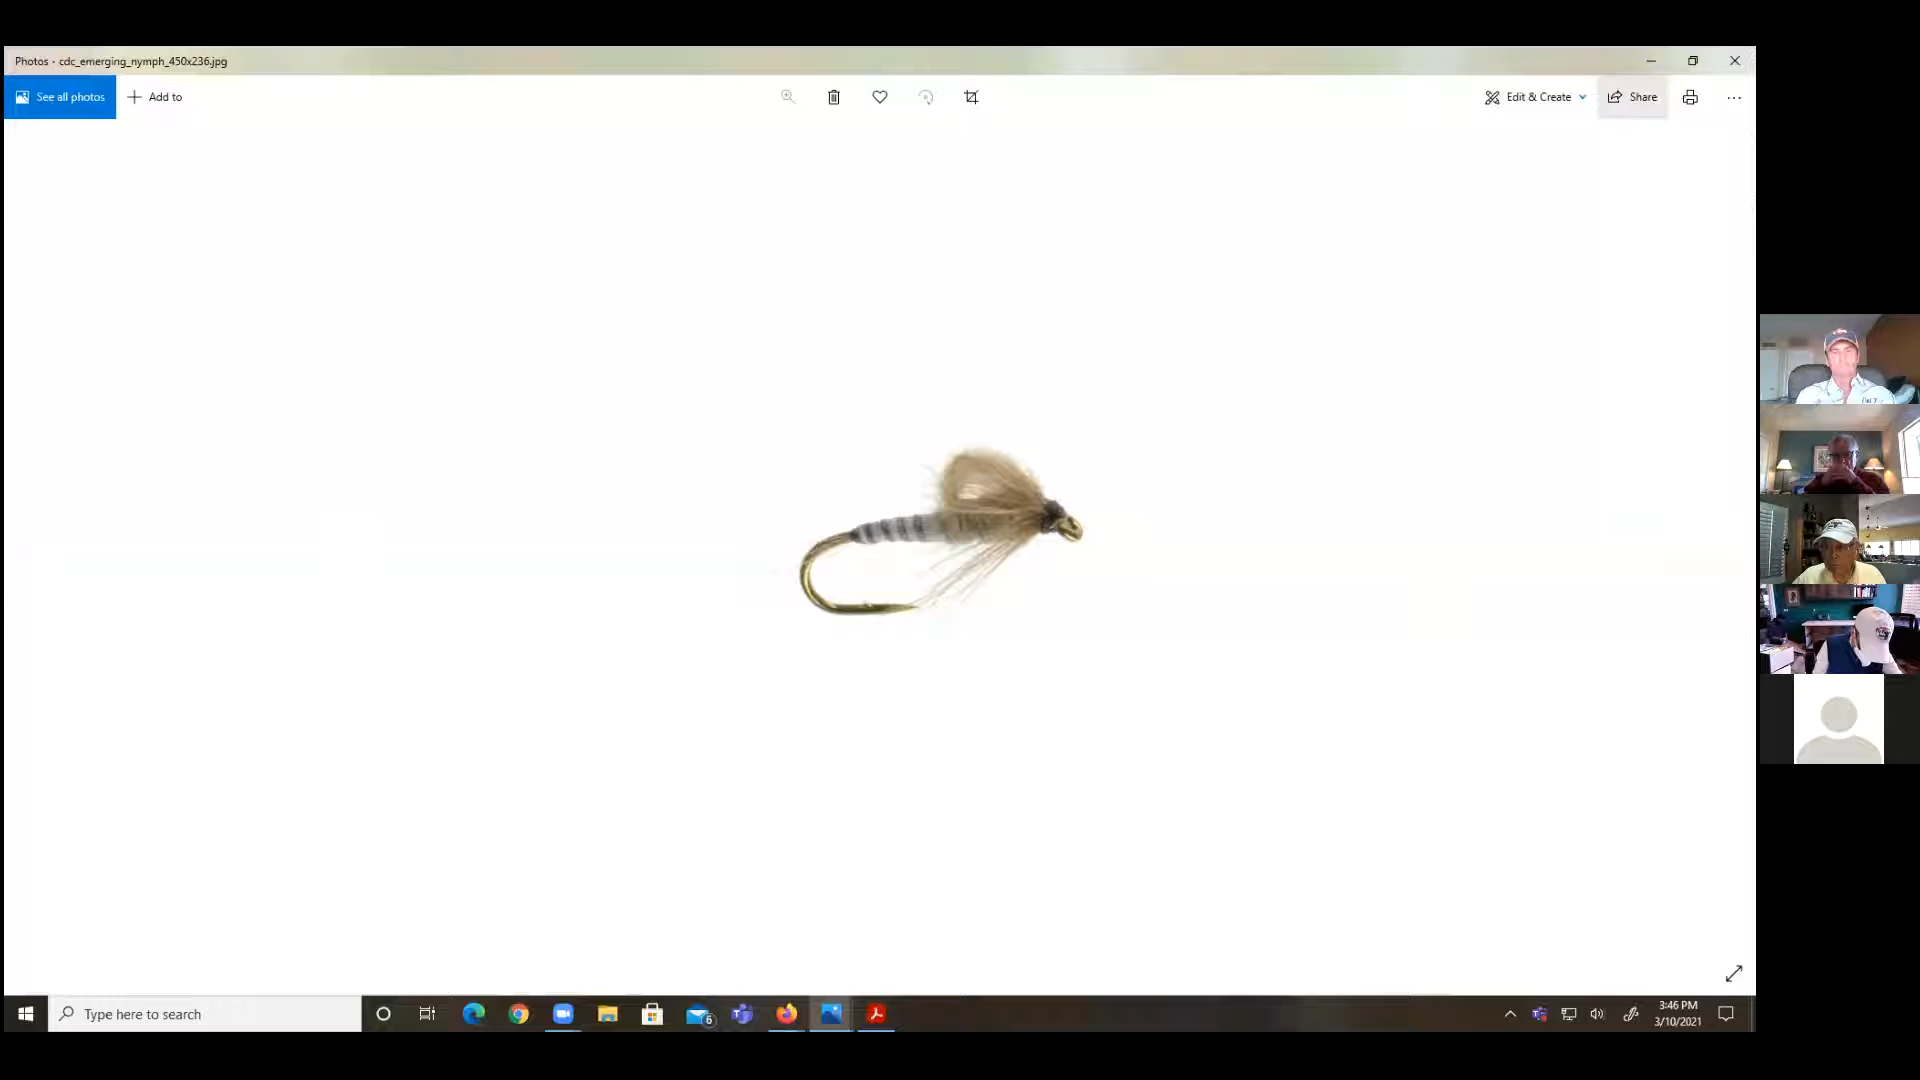 Photos - cdc_emerging_nymph_450x236.jpg
See all photos
Add to
Edit & Create
Share
Type here to search
6
3:46 PM
3/10/2021